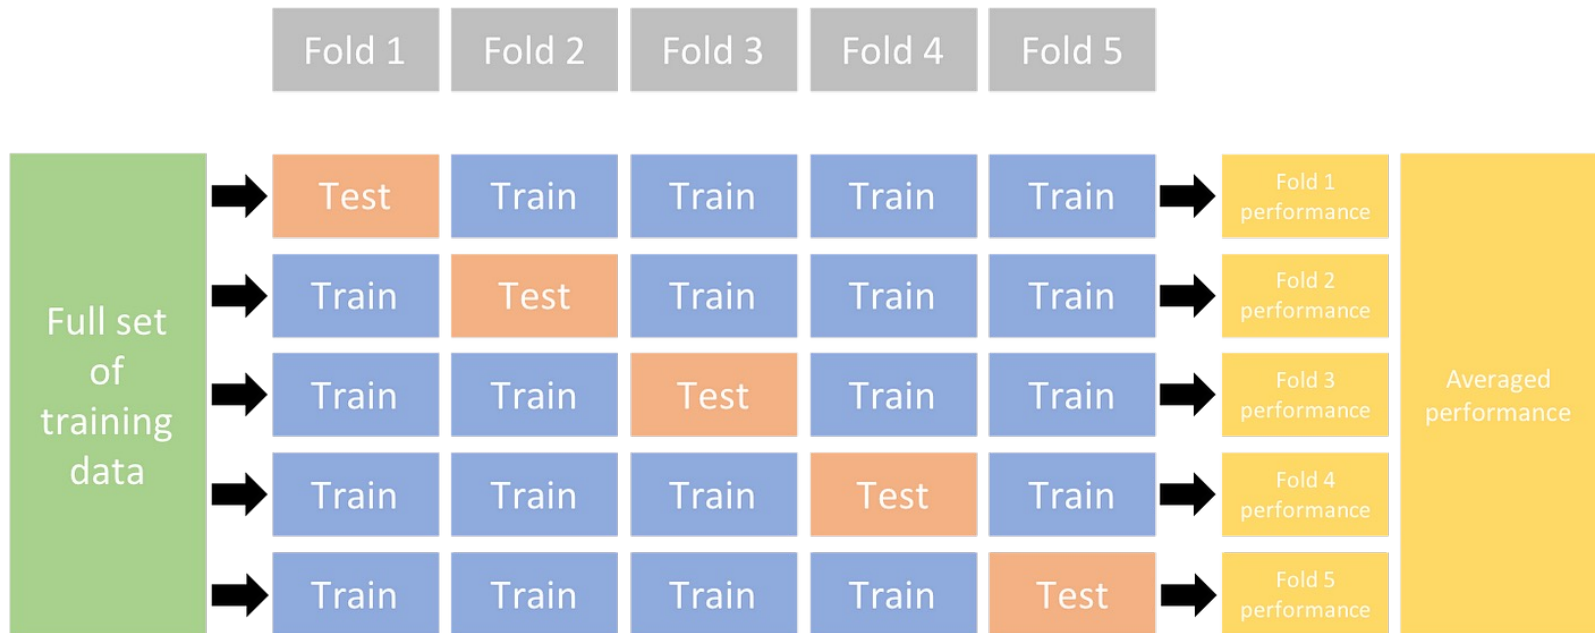 Fold 1 Fold 2 Fold 3 Fold 4 Fold 5
Full set
of
training
data
Test Train Train Train Train
Fold 1
performance
Train Test Train Train Train
Fold 2
performance
Train Train Test Train Train
Fold 3
performance
Train Train Train Test Train
Fold 4
performance
Train Train Train Train Test
Fold 5
performance
Averaged
performance